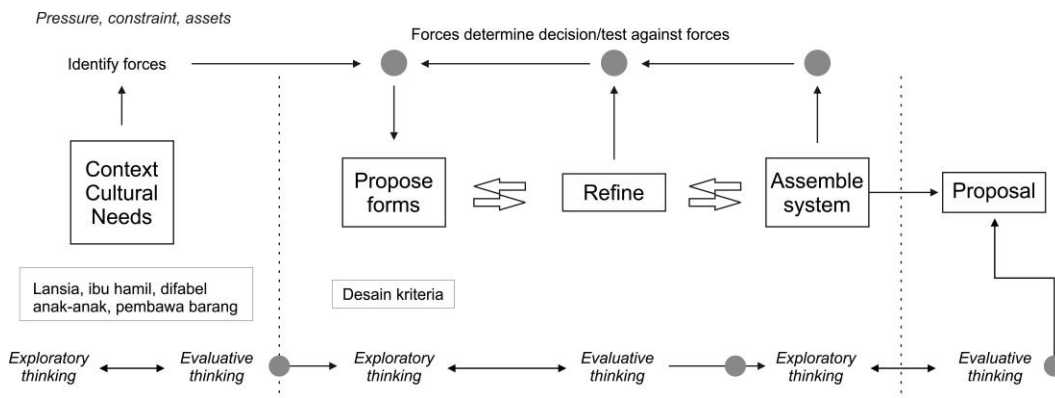 Pressure, constraint, assets
Forces determine decision/test against forces
Identify forces
Context
Cultural
Needs
Propose
forms
Refine
Assemble
system
Proposal
Lansia, ibu hamil, difabel
anak-anak, pembawa barang
Desain kriteria
Exploratory
thinking
Evaluative
thinking
Exploratory
thinking
Evaluative
thinking
Exploratory
thinking
Evaluative
thinking